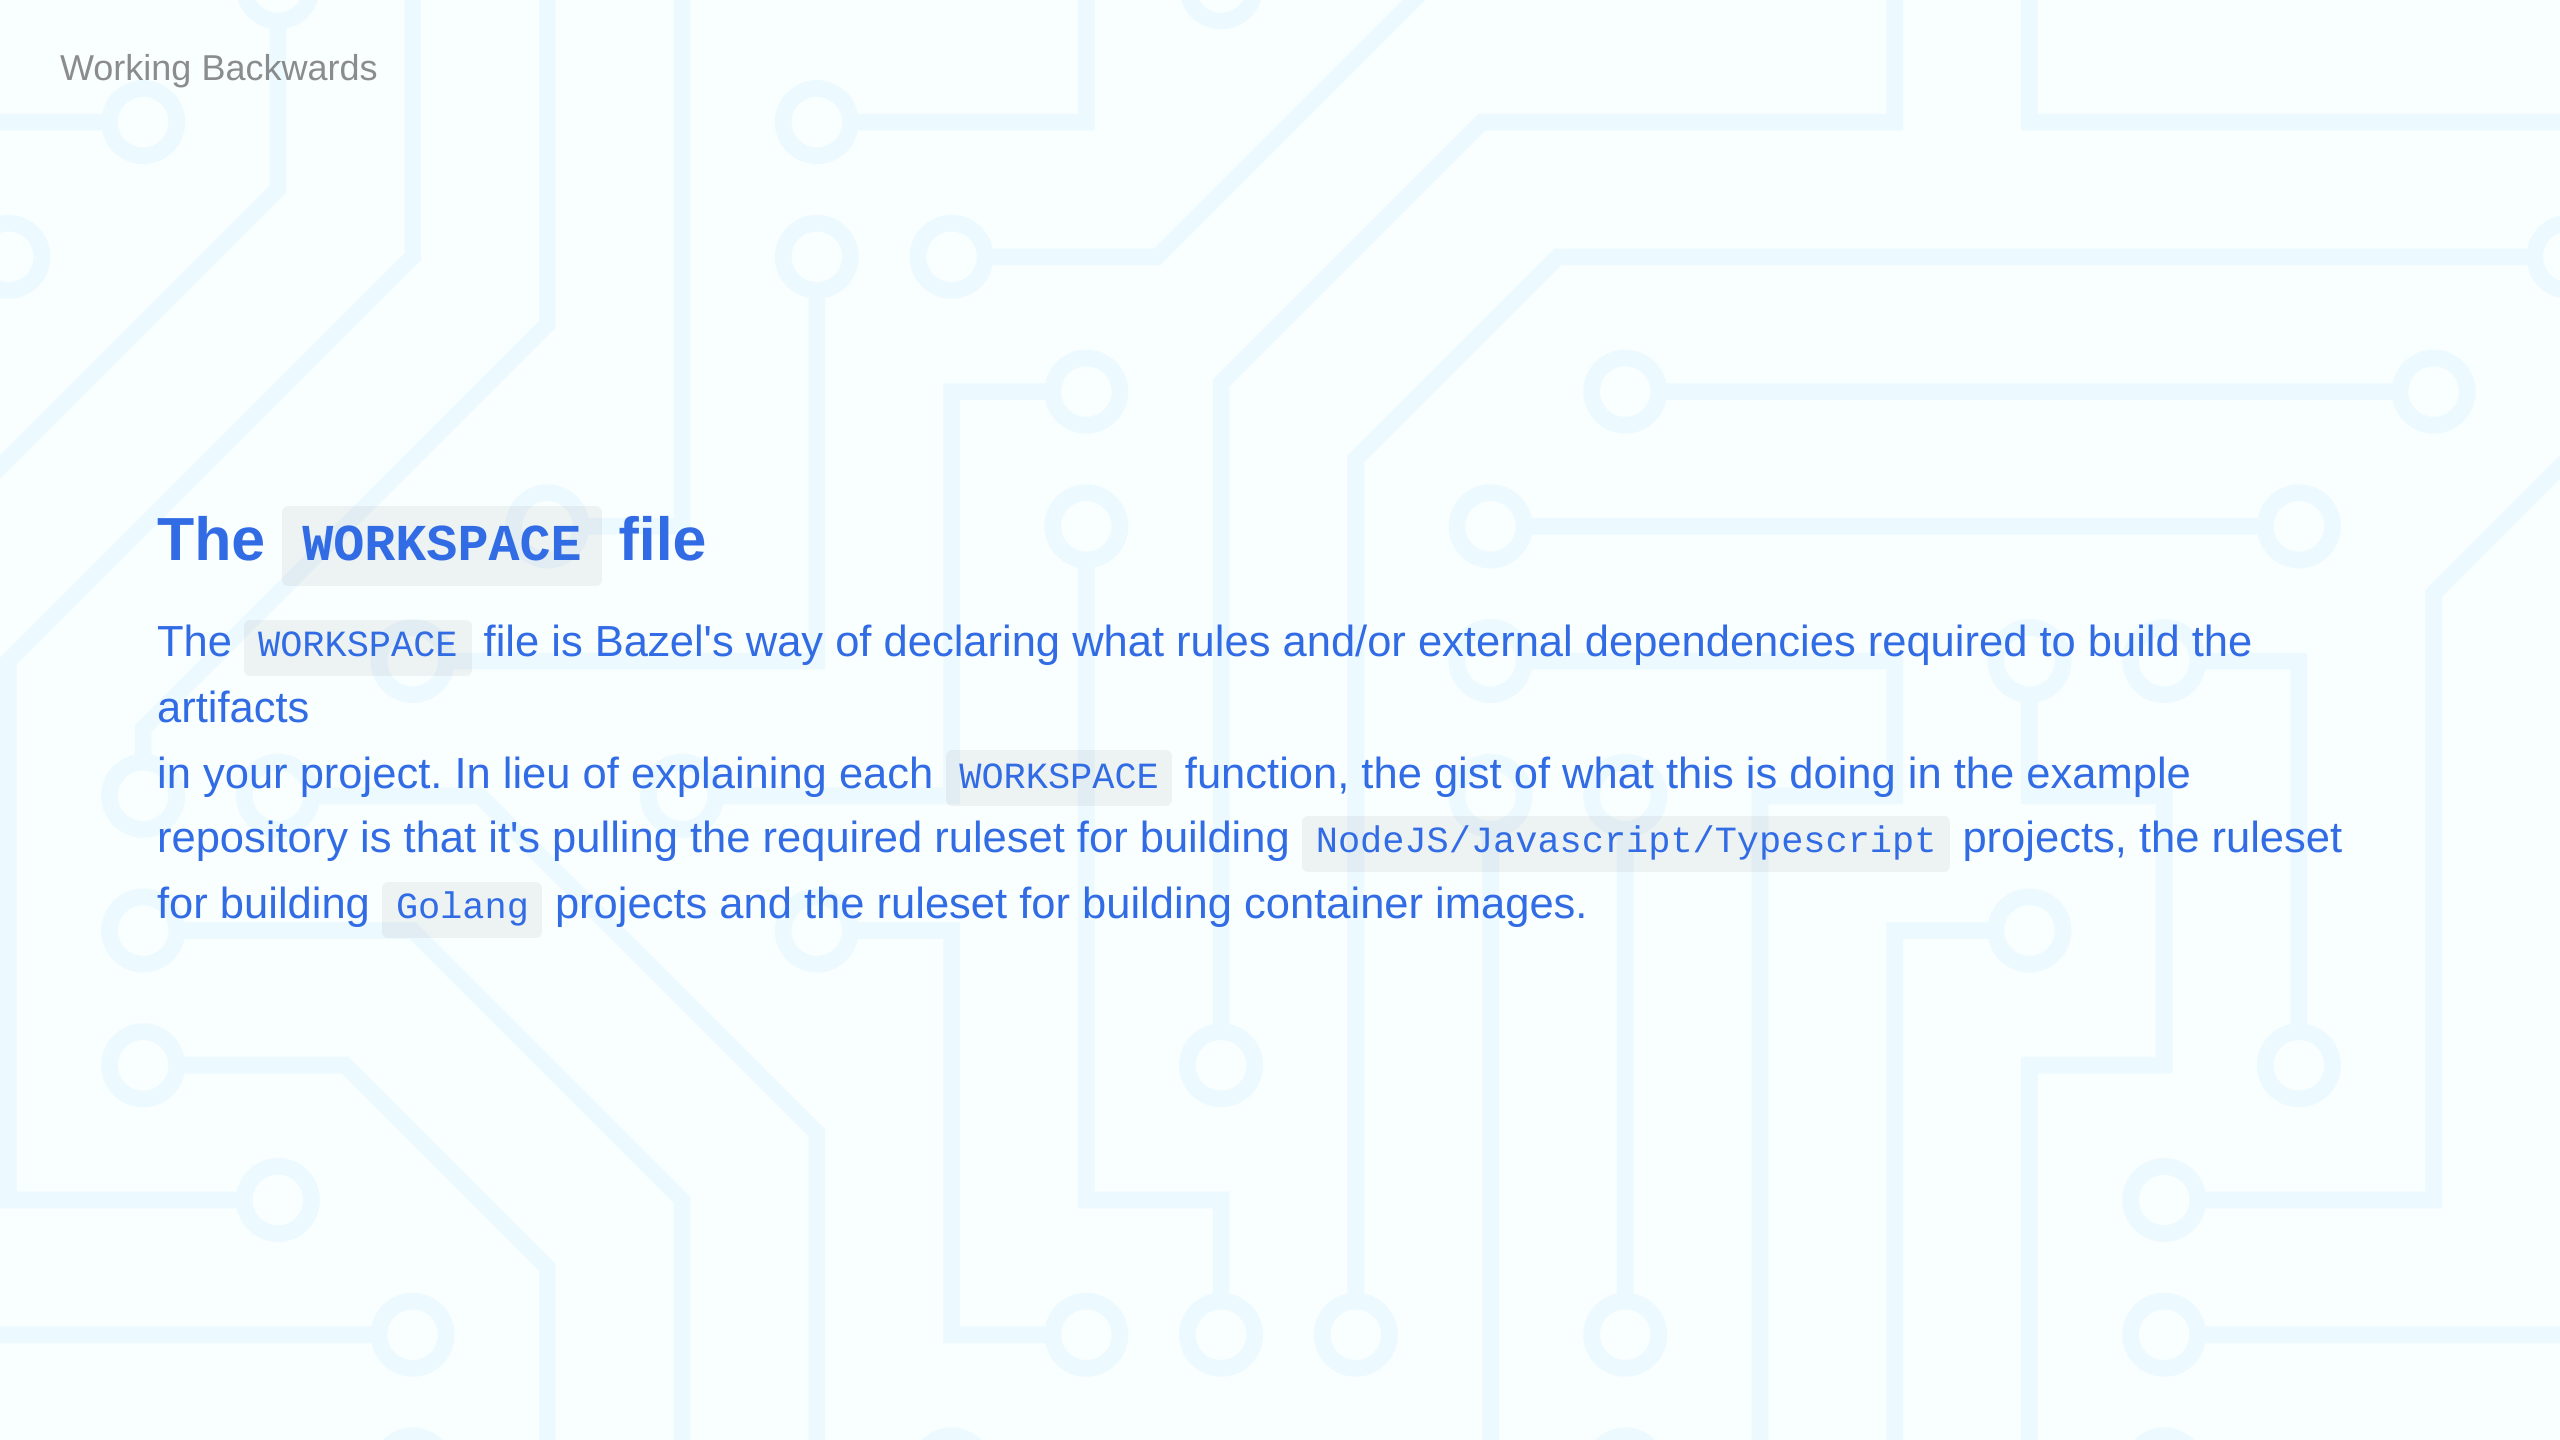 Working Backwards
The WORKSPACE file
The WORKSPACE file is Bazel's way of declaring what rules and/or external dependencies required to build the
artifacts
in your project. In lieu of explaining each WORKSPACE function, the gist of what this is doing in the example
repository is that it's pulling the required ruleset for building NodeJS/Javascript/Typescript projects, the ruleset
for building Golang projects and the ruleset for building container images.